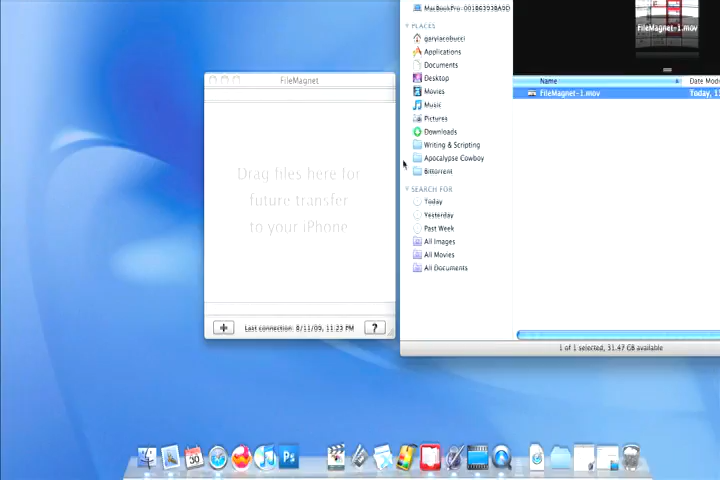 MacBookPro: 001B63938A9D
PLACES
garyiacobucci
Applications
Documents
Desktop
Movies
Music
Pictures
Downloads
Writing & Scripting
Apocalypse Cowboy
Bittorrent
SEARCH FOR
Today
Yesterday
Past Week
All Images
All Movies
All Documents
FileMagnet-1.mov
Name
Date Mod
FileMagnet-1.mov
Today, 1
1 of 1 selected, 31.47 GB available
FileMagnet
Drag files here for
future transfer
to your iPhone
+
Last connection: 8/11/09, 11:23 PM
?
30
Ps